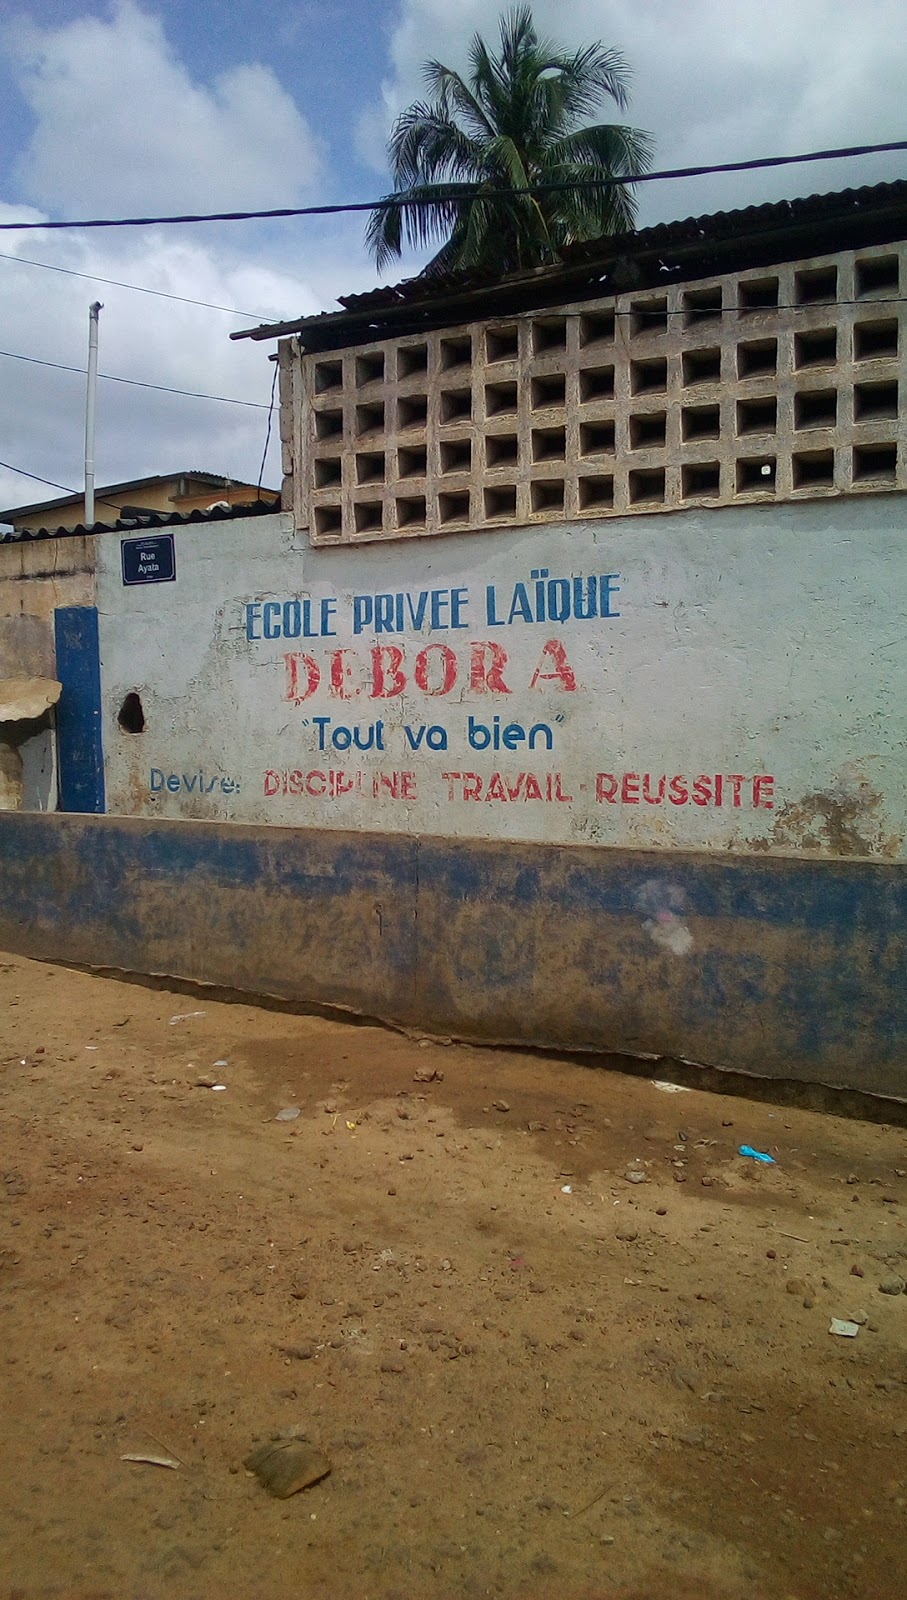 Rue
Ayata
ECOLE PRIVEE LAÏQUE
DEBORA
"Tout va bien"
Devise: DISCIPLINE TRAVAIL REUSSITE